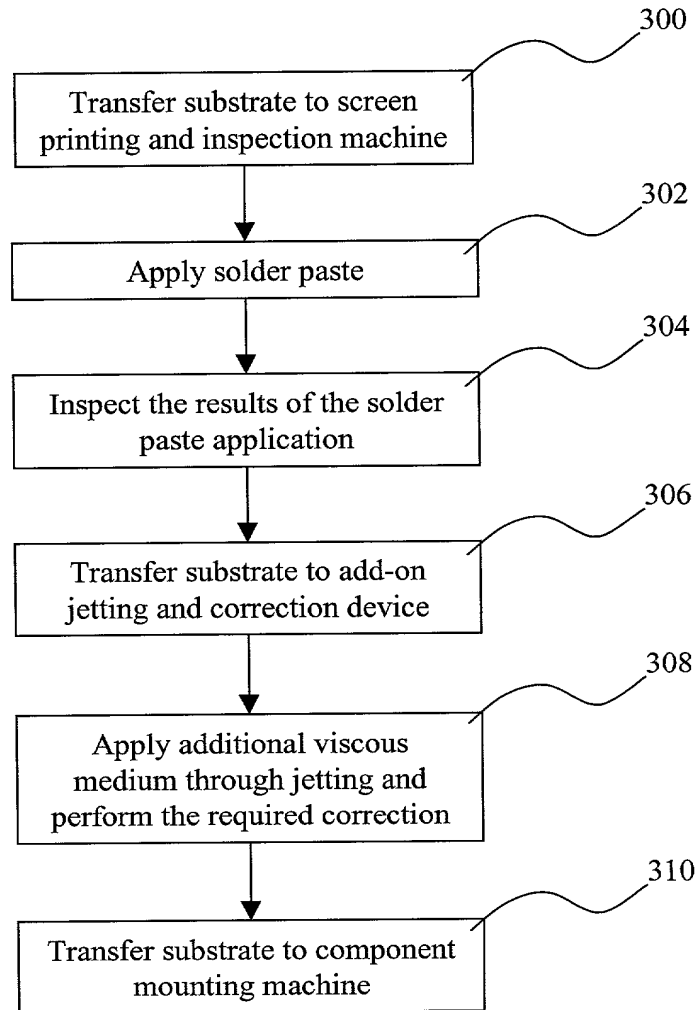 300
Transfer substrate to screen
printing and inspection machine
302
Apply solder paste
304
Inspect the results of the solder
paste application
306
Transfer substrate to add-on
jetting and correction device
308
Apply additional viscous
medium through jetting and
perform the required correction
310
Transfer substrate to component
mounting machine